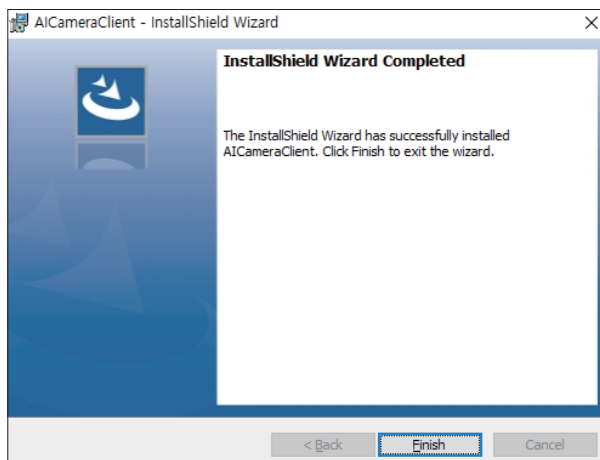 AICameraClient - InstallShield Wizard
InstallShield Wizard Completed
The InstallShield Wizard has successfully installed
AICameraClient. Click Finish to exit the wizard.
< Back
Finish
Cancel